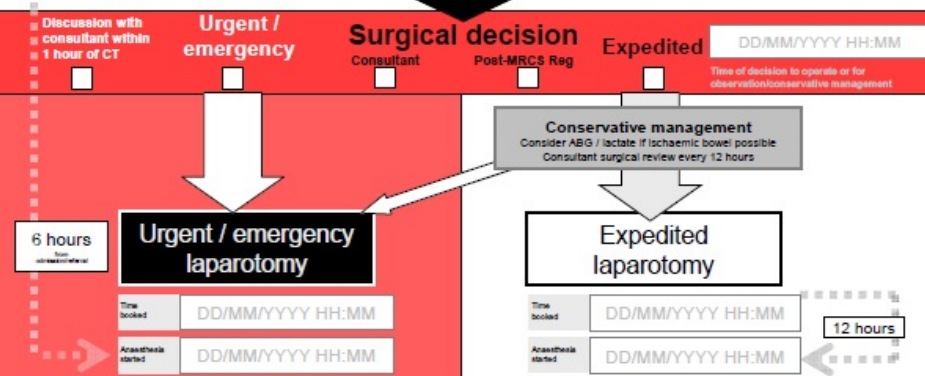 Discussion with
consultant within
1 hour of CT
Urgent /
emergency
Surgical decision
Consultant
Post-MRCS Reg
Expedited
DD/MM/YYYY HH:MM
Time of decision to operate or for
observation/conservative management
Conservative management
Consider ABG / lactate if ischaemic bowel possible
Consultant surgical review every 12 hours
6 hours
from
admission/referral
Urgent / emergency
laparotomy
Expedited
laparotomy
Time
booked
DD/MM/YYYY HH:MM
Time
booked
DD/MM/YYYY HH:MM
12 hours
Anaesthesia
started
DD/MM/YYYY HH:MM
Anaesthesia
started
DD/MM/YYYY HH:MM